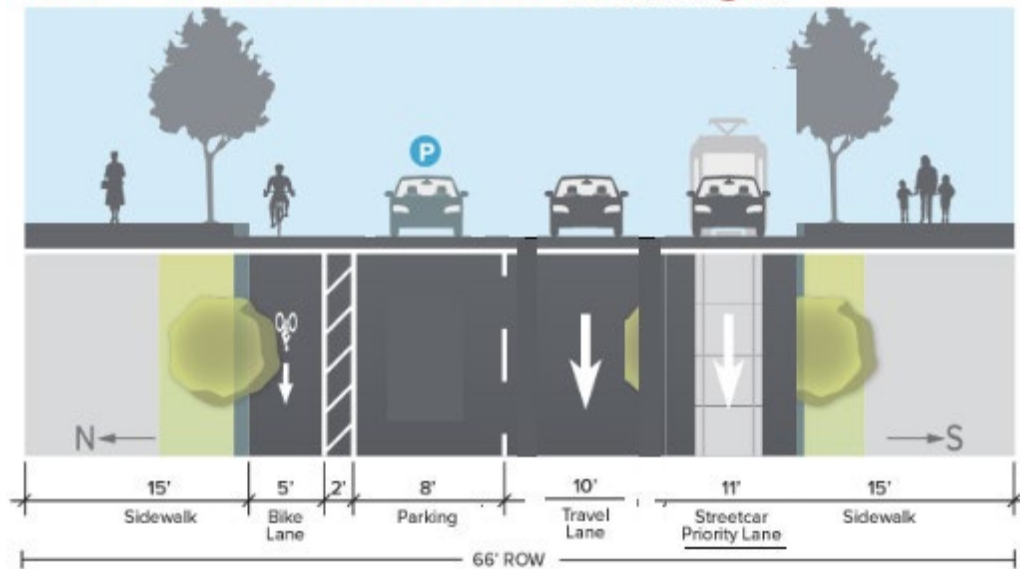 P
N
S
15' 5' 2' 8' 10' 11' 15'
Sidewalk Bike Lane Parking Travel Lane Streetcar Priority Lane Sidewalk
66' ROW